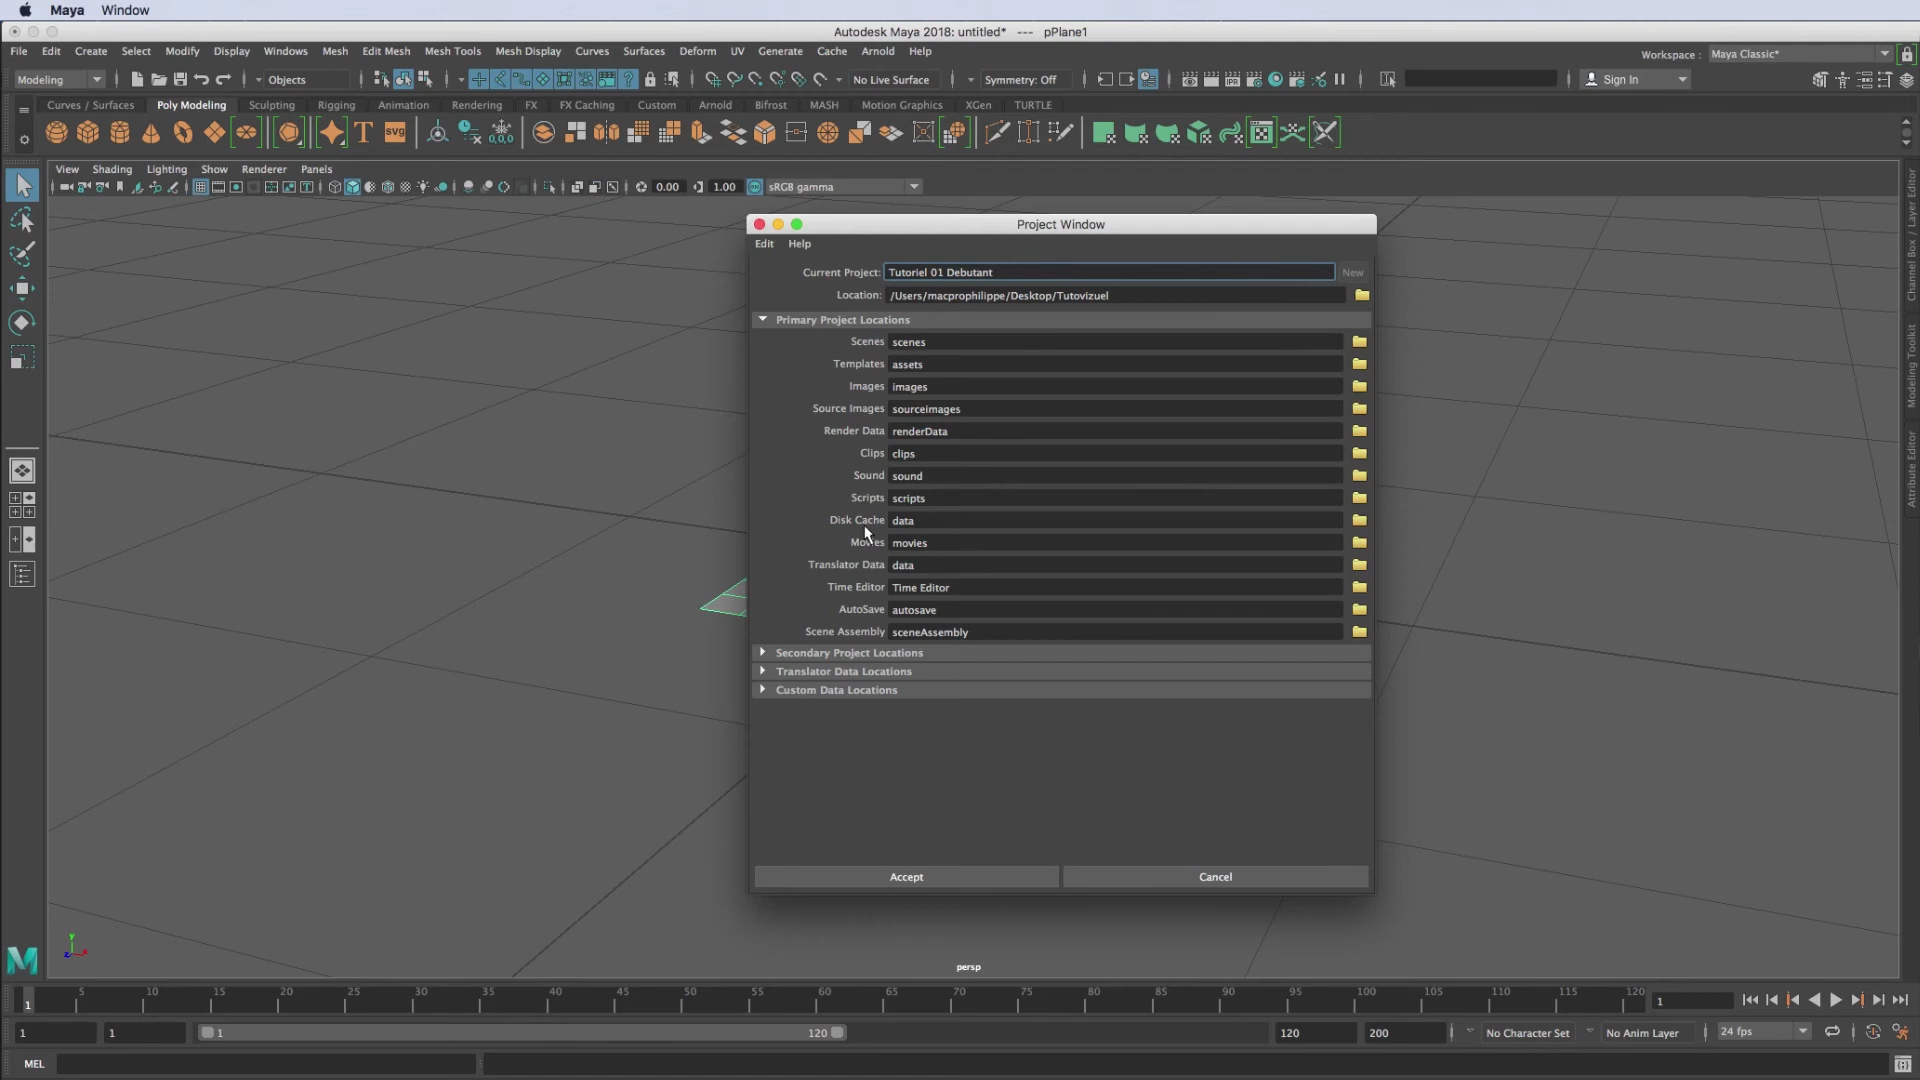 Maya Window
Autodesk Maya 2018: untitled* --- pPlane1
File Edit Create Select Modify Display Windows Mesh Edit Mesh Mesh Tools Mesh Display Curves Surfaces Deform UV Generate Cache Arnold Help
Workspace : Maya Classic*
Modeling Objects No Live Surface Symmetry: Off Sign In
Curves / Surfaces Poly Modeling Sculpting Rigging Animation Rendering FX FX Caching Custom Arnold Bifrost MASH Motion Graphics XGen TURTLE
T svg 0,0,0
View Shading Lighting Show Renderer Panels
0.00 1.00 ON sRGB gamma
Project Window
Edit Help
Current Project: Tutoriel 01 Debutant New
Location: /Users/macprophilippe/Desktop/Tutovizuel
Primary Project Locations
Scenes scenes
Templates assets
Images images
Source Images sourceimages
Render Data renderData
Clips clips
Sound sound
Scripts scripts
Disk Cache data
Movies movies
Translator Data data
Time Editor Time Editor
AutoSave autosave
Scene Assembly sceneAssembly
Secondary Project Locations
Translator Data Locations
Custom Data Locations
Accept Cancel
Channel Box / Layer Editor
Modeling Toolkit
Attribute Editor
y
z x
persp
1 5 10 15 20 25 30 35 40 45 50 55 60 65 70 75 80 85 90 95 100 105 110 115 120 1
1 1 1 120 120 200 No Character Set No Anim Layer 24 fps
MEL